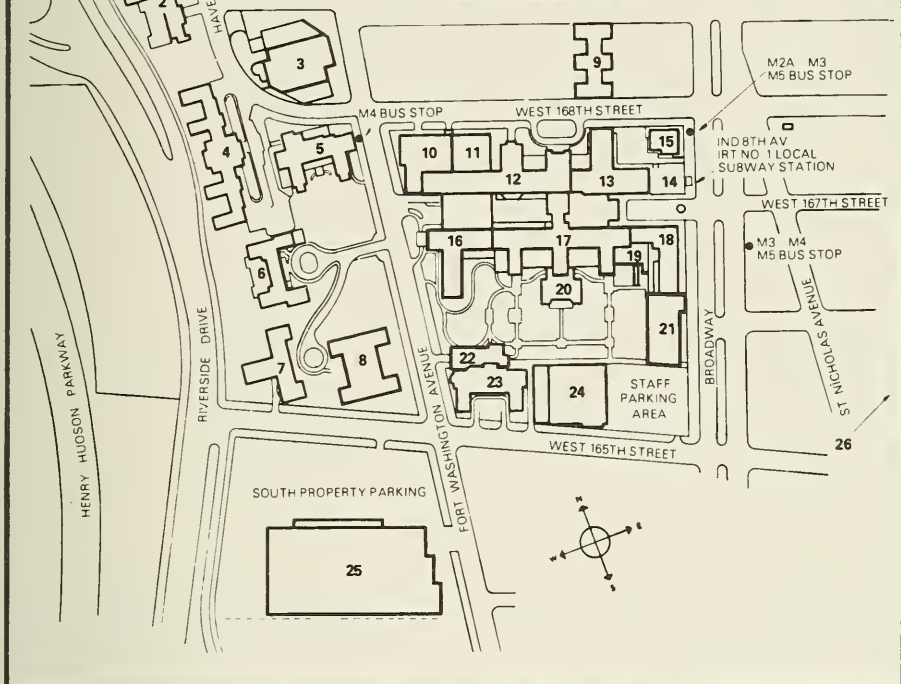 2
HAVE
3
9
M2A M3
M5 BUS STOP
M4 BUS STOP
WEST 168TH STREET
4
5
10
11
12
13
15
14
IND 8TH AV
IRT NO. 1 LOCAL
SUBWAY STATION
WEST 167TH STREET
16
17
18
19
M3 M4
M5 BUS STOP
6
20
21
HENRY HUDSON PARKWAY
RIVERSIDE DRIVE
7
8
FORT WASHINGTON AVENUE
22
23
24
STAFF
PARKING
AREA
BROADWAY
ST NICHOLAS AVENUE
26
WEST 165TH STREET
SOUTH PROPERTY PARKING
25
N
E
W
S